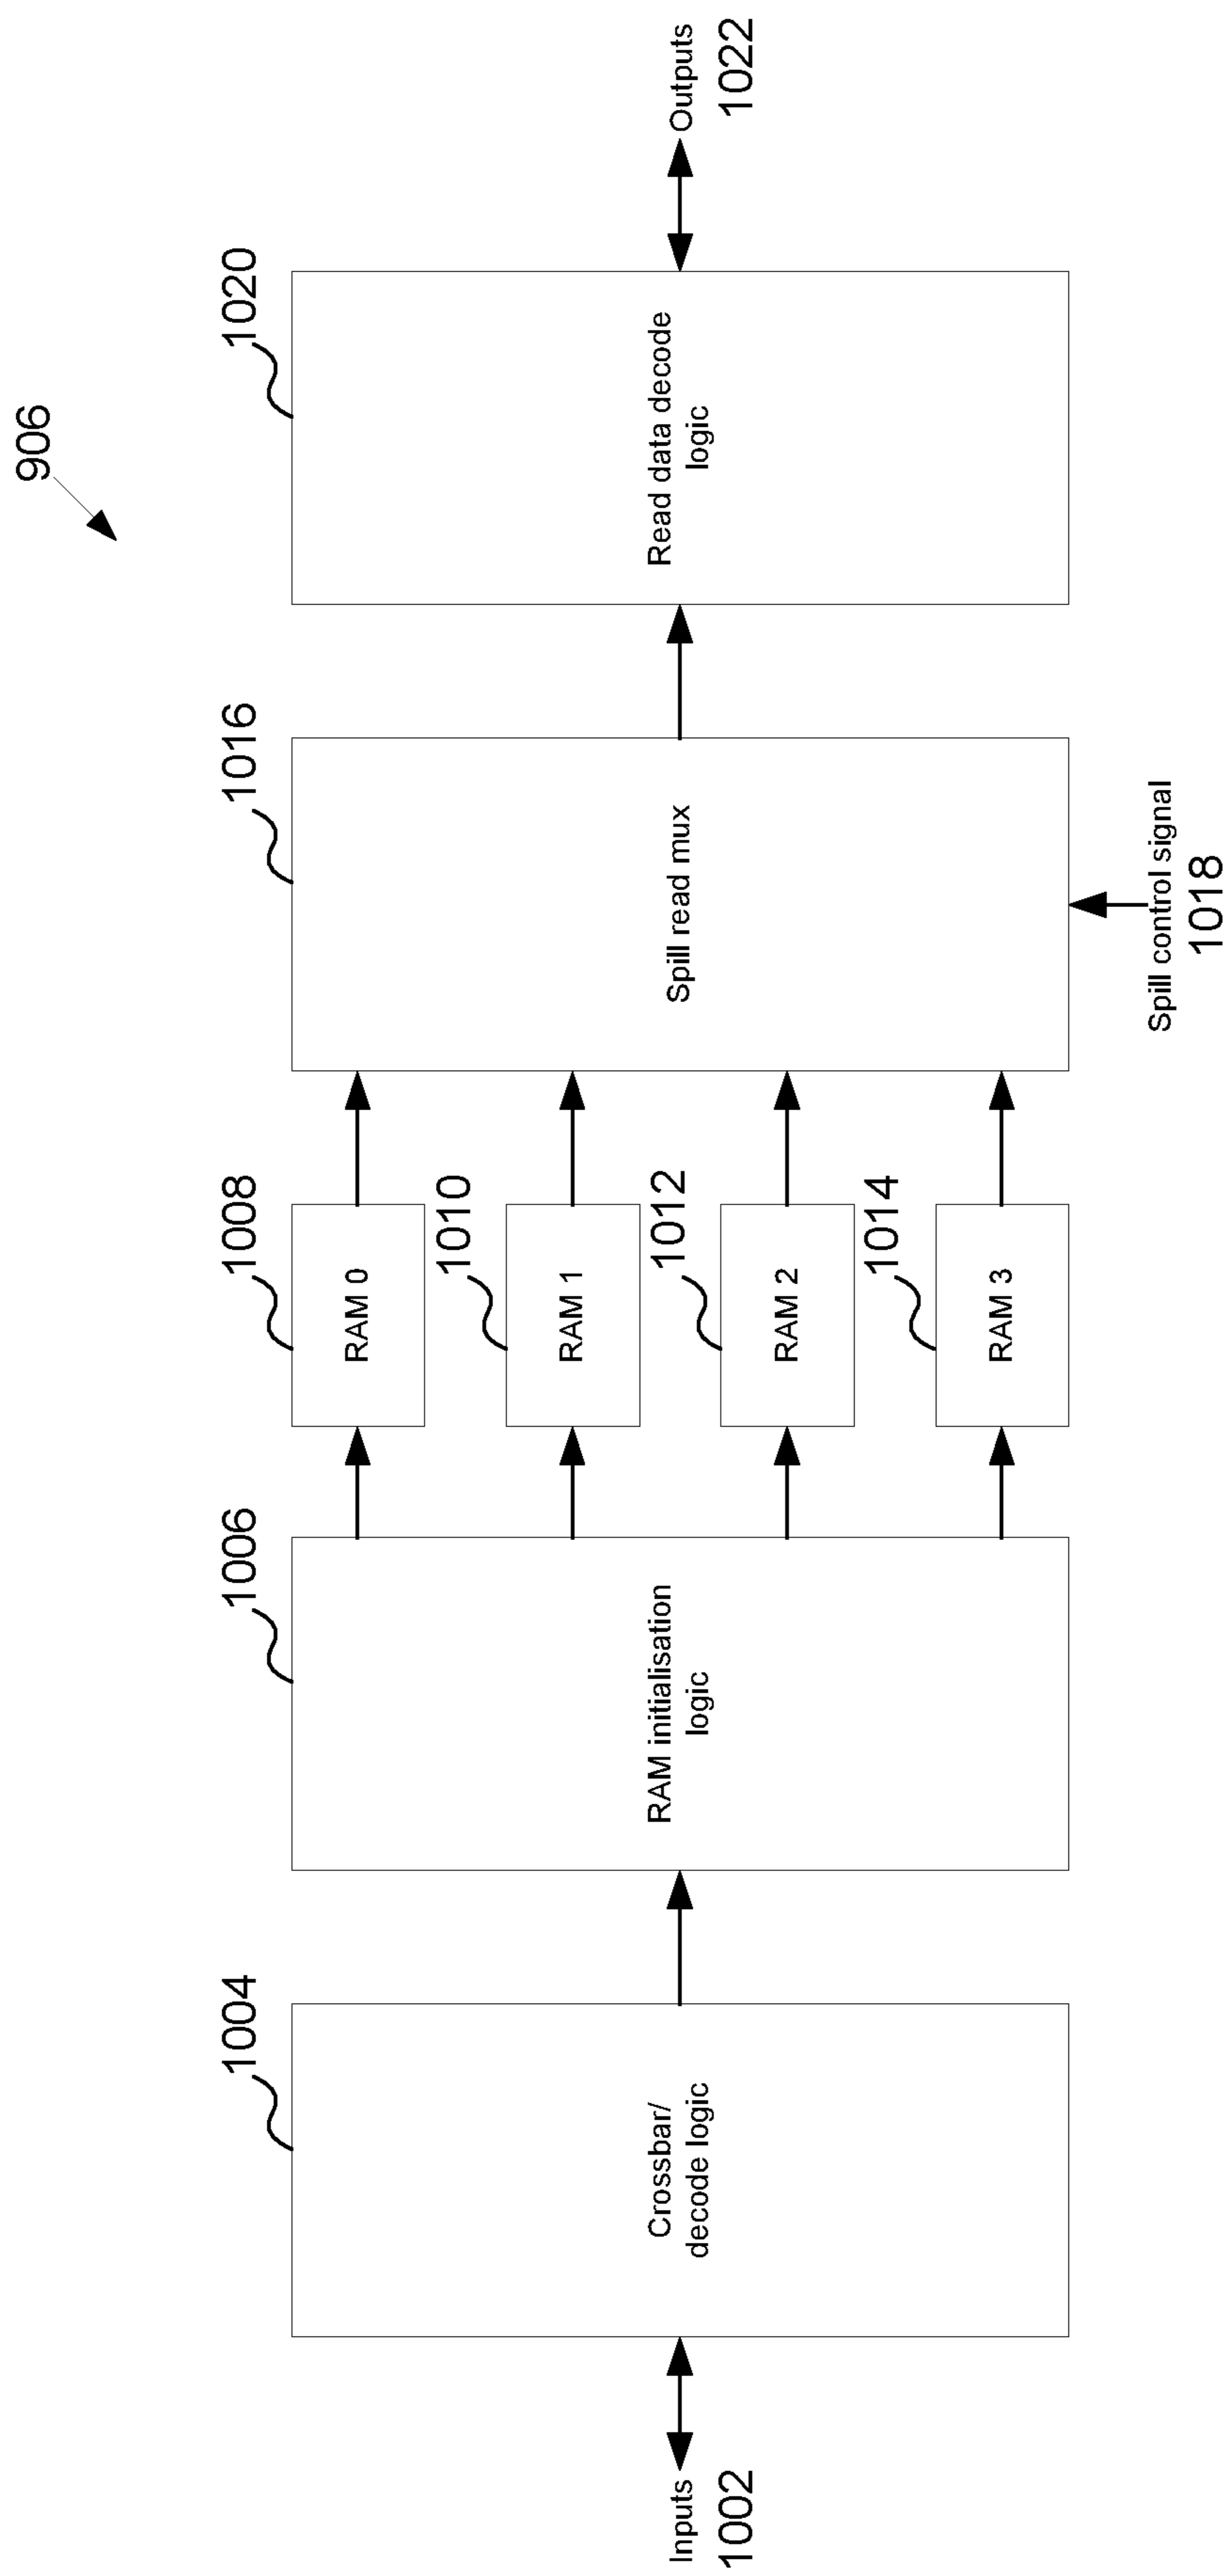 906
1004
1006
1008
1016
1020
RAM 0
1010
RAM 1
Inputs
1002
Crossbar/
decode logic
RAM initialisation
logic
1012
RAM 2
Spill read mux
Read data decode
logic
Outputs
1022
1014
RAM 3
Spill control signal
1018